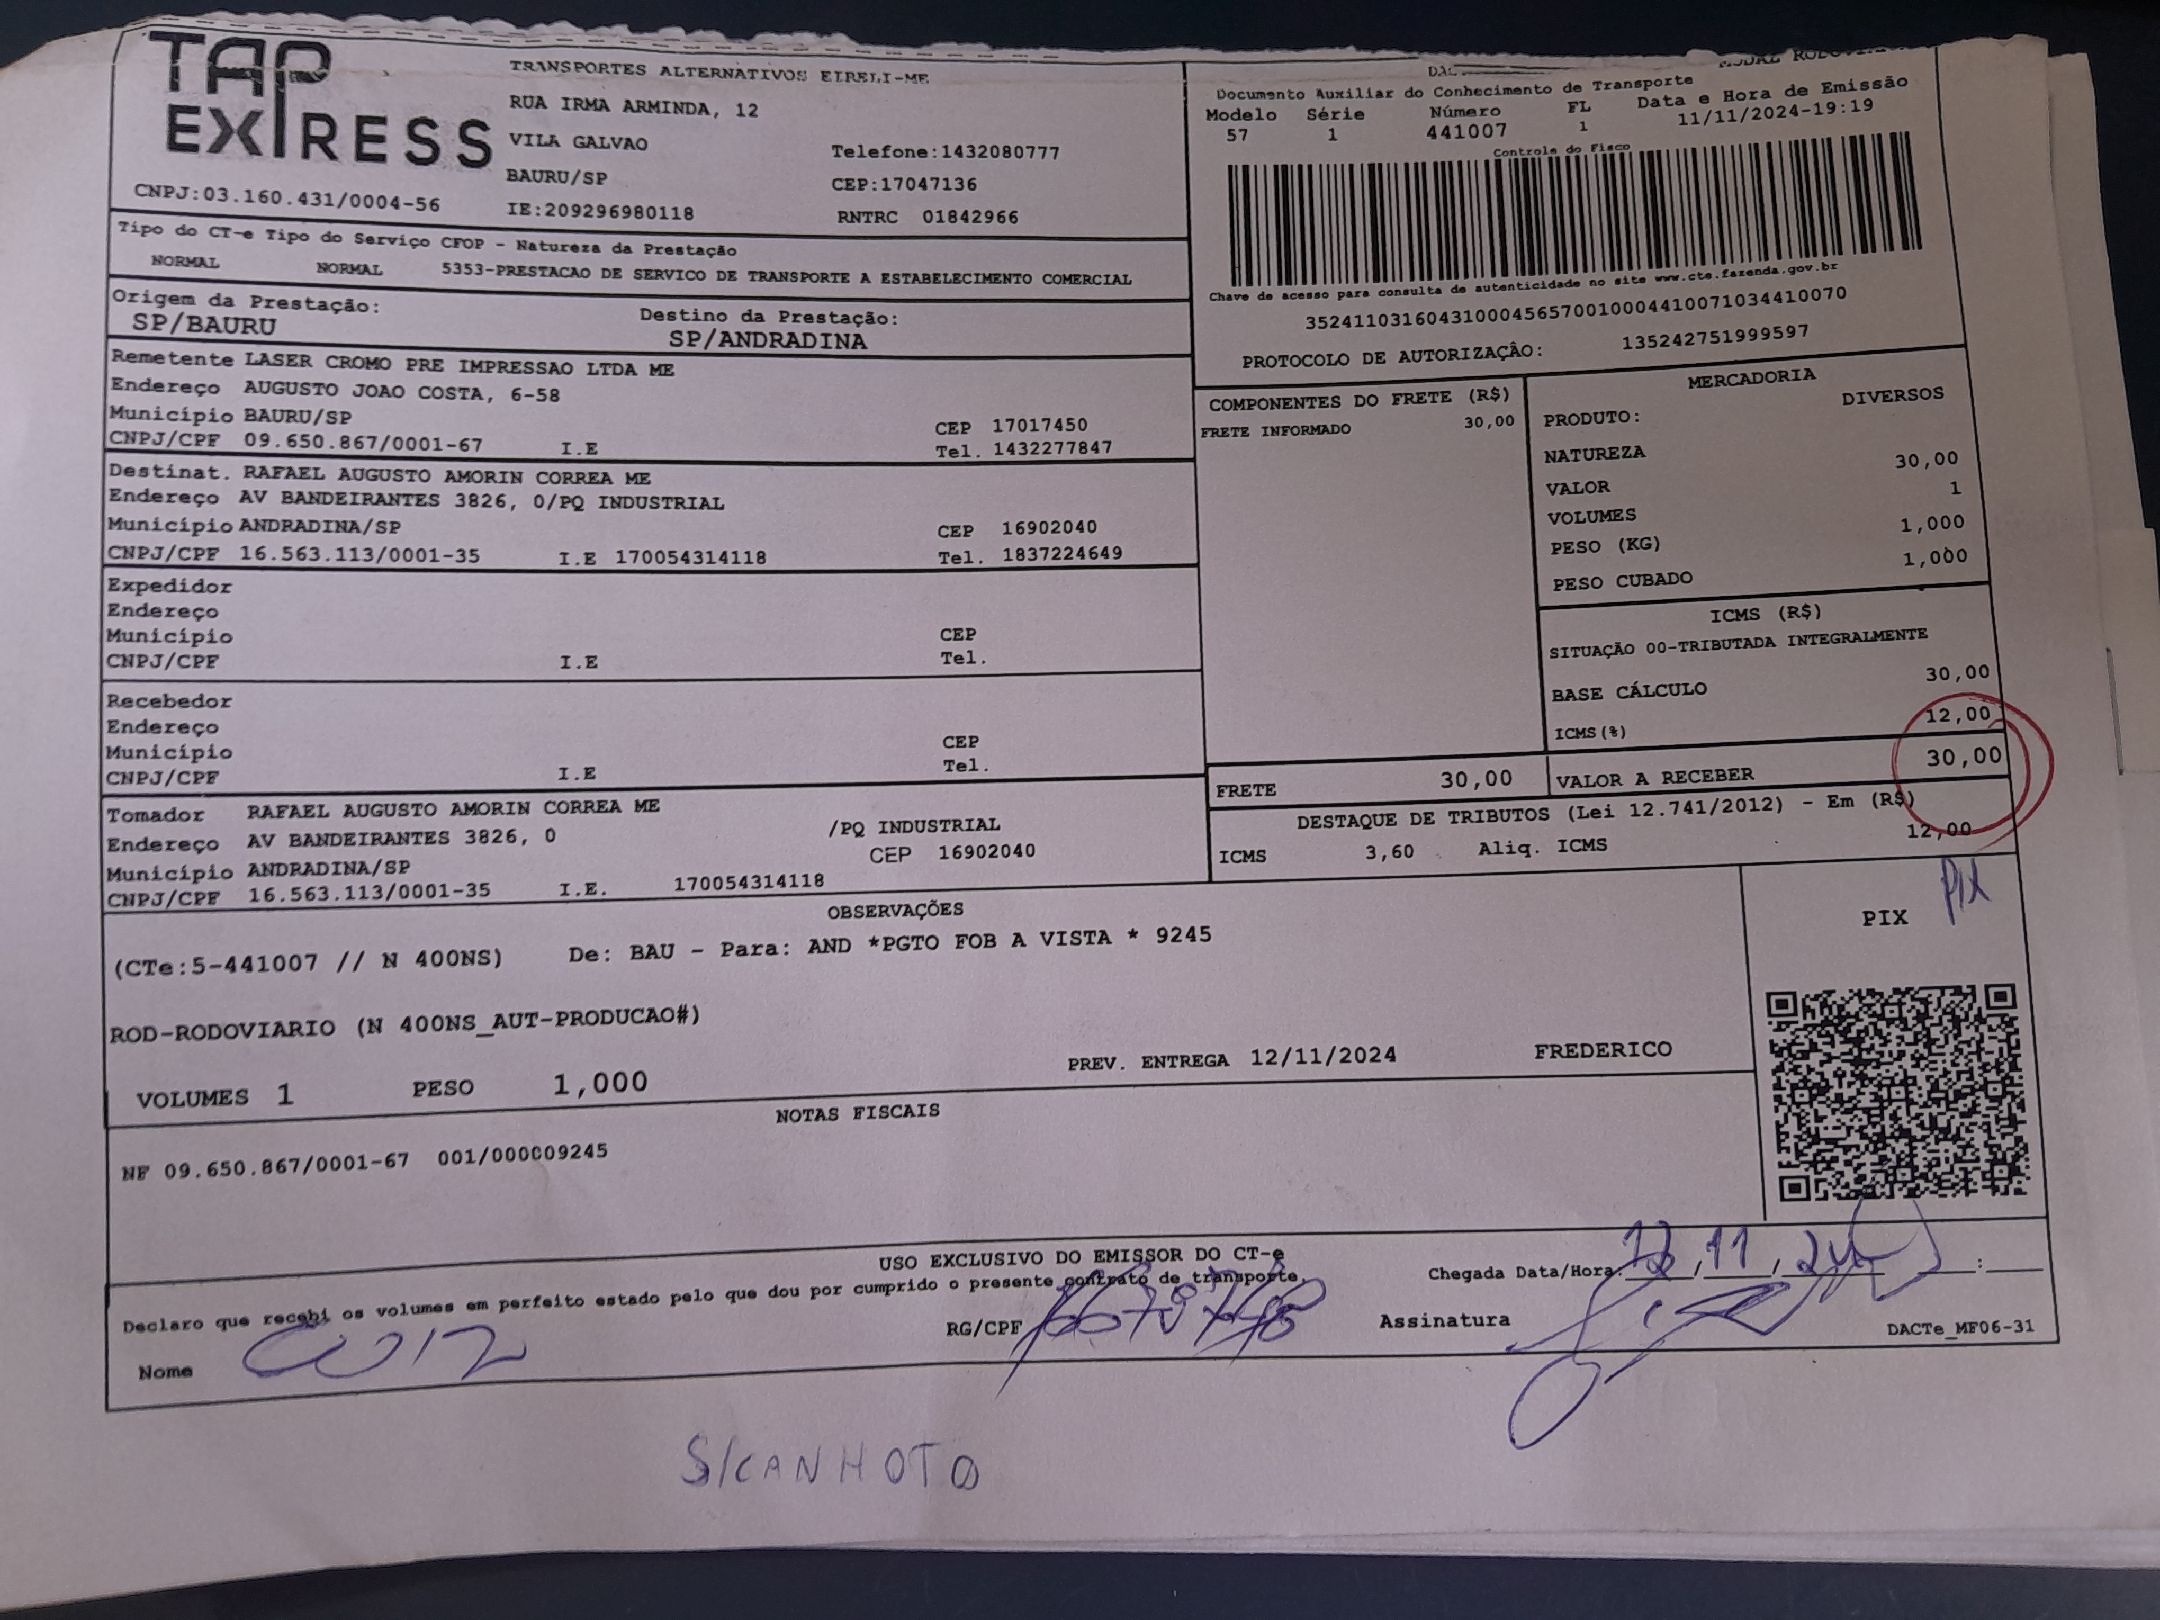 TAP
EXPRESS
CNPJ:03.160.431/0004-56
TRANSPORTES ALTERNATIVOS EIRELI-ME
RUA IRMA ARMINDA, 12
VILA GALVAO
Telefone:1432080777
BAURU/SP
CEP:17047136
IE:209296980118
RNTRC 01842966
MODAL RODOVIÁRIO
Documento Auxiliar do Conhecimento de Transporte
Modelo Série Número FL Data e Hora de Emissão
57 1 441007 1 11/11/2024-19:19
Controle do Fisco
Chave de acesso para consulta de autenticidade no site www.cte.fazenda.gov.br
35241103160431000456570010004410071034410070
PROTOCOLO DE AUTORIZAÇÃO: 135242751999597
Tipo do CT-e Tipo do Serviço CFOP - Natureza da Prestação
NORMAL NORMAL 5353-PRESTACAO DE SERVICO DE TRANSPORTE A ESTABELECIMENTO COMERCIAL
Origem da Prestação: Destino da Prestação:
SP/BAURU SP/ANDRADINA
Remetente LASER CROMO PRE IMPRESSAO LTDA ME
Endereço AUGUSTO JOAO COSTA, 6-58
Município BAURU/SP CEP 17017450
CNPJ/CPF 09.650.867/0001-67 I.E Tel. 1432277847
Destinat. RAFAEL AUGUSTO AMORIN CORREA ME
Endereço AV BANDEIRANTES 3826, 0/PQ INDUSTRIAL
Município ANDRADINA/SP CEP 16902040
CNPJ/CPF 16.563.113/0001-35 I.E 170054314118 Tel. 1837224649
Expedidor
Endereço
Município CEP
CNPJ/CPF I.E Tel.
Recebedor
Endereço
Município CEP
CNPJ/CPF I.E Tel.
Tomador RAFAEL AUGUSTO AMORIN CORREA ME
Endereço AV BANDEIRANTES 3826, 0 /PQ INDUSTRIAL
Município ANDRADINA/SP CEP 16902040
CNPJ/CPF 16.563.113/0001-35 I.E. 170054314118
COMPONENTES DO FRETE (R$)
FRETE INFORMADO 30,00
MERCADORIA
PRODUTO: DIVERSOS
NATUREZA
VALOR 30,00
VOLUMES 1
PESO (KG) 1,000
PESO CUBADO 1,000
ICMS (R$)
SITUAÇÃO 00-TRIBUTADA INTEGRALMENTE
BASE CÁLCULO 30,00
ICMS(%) 12,00
FRETE 30,00 VALOR A RECEBER 30,00
DESTAQUE DE TRIBUTOS (Lei 12.741/2012) - Em (R$)
ICMS 3,60 Aliq. ICMS 12,00
OBSERVAÇÕES
(CTe:5-441007 // N 400NS) De: BAU - Para: AND *PGTO FOB A VISTA * 9245
ROD-RODOVIARIO (N 400NS_AUT-PRODUCAO#)
VOLUMES 1 PESO 1,000 PREV. ENTREGA 12/11/2024 FREDERICO
PIX PIX
NOTAS FISCAIS
NF 09.650.867/0001-67 001/000009245
USO EXCLUSIVO DO EMISSOR DO CT-e
Declaro que recebi os volumes em perfeito estado pelo que dou por cumprido o presente contrato de transporte.
Chegada Data/Hora: 12, 11, 24 :
Nome RG/CPF Assinatura
DACTe_MF06-31
S/CANHOTO